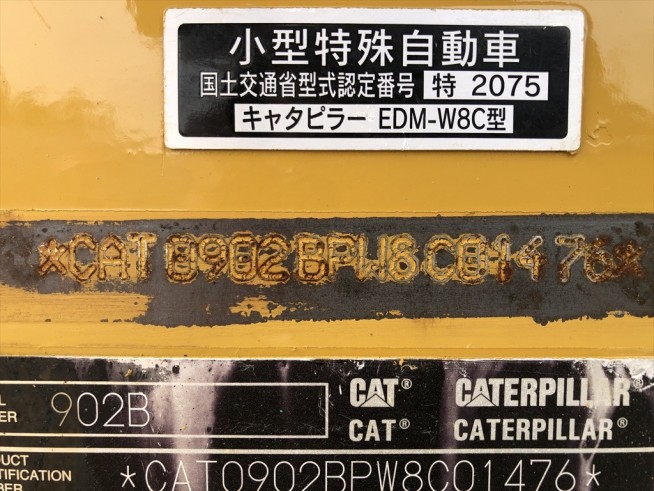 小型特殊自動車
国土交通省型式認定番号 特 2075
キャタピラー EDM-W8C型
*CAT0902BPW8C01476*
902B
CAT® CATERPILLAR®
CAT® CATERPILLAR®
*CAT0902BPW8C01476*